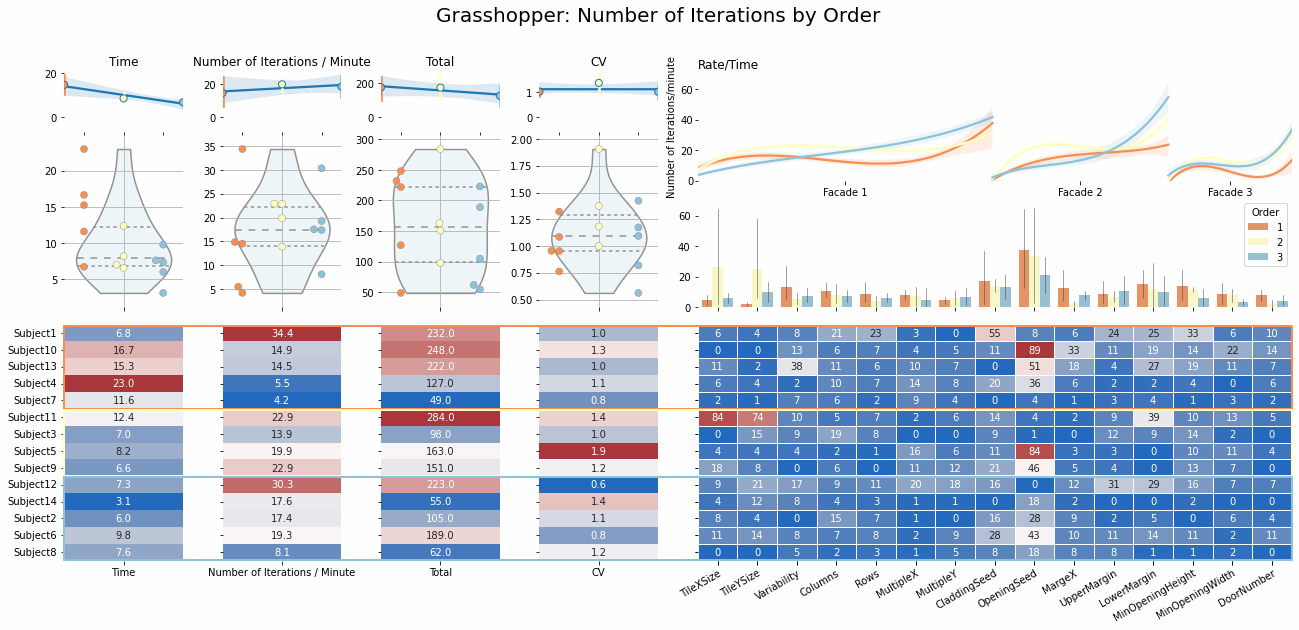 Grasshopper: Number of Iterations by Order
Time
Number of Iterations / Minute
Total
CV
Rate/Time
20
0
20
0
200
0
1
0
Number of Iterations/minute
60
40
20
0
Facade 1
Facade 2
Facade 3
20
15
10
5
35
30
25
20
15
10
5
300
250
200
150
100
50
2.00
1.75
1.50
1.25
1.00
0.75
0.50
60
40
20
0
Order
1
2
3
Subject1 6.8 34.4 232.0 1.0 6 4 8 21 23 3 0 55 8 6 24 25 33 6 10
Subject10 16.7 14.9 248.0 1.3 0 0 13 6 7 4 5 11 89 33 11 19 14 22 14
Subject13 15.3 14.5 222.0 1.0 11 2 38 11 6 10 7 0 51 18 4 27 19 11 7
Subject4 23.0 5.5 127.0 1.1 6 4 2 10 7 14 8 20 36 6 2 2 4 0 6
Subject7 11.6 4.2 49.0 0.8 2 1 7 6 2 9 4 0 4 1 3 4 1 3 2
Subject11 12.4 22.9 284.0 1.4 84 74 10 5 7 2 6 14 4 2 9 39 10 13 5
Subject3 7.0 13.9 98.0 1.0 0 15 9 19 8 0 0 9 1 0 12 9 14 2 0
Subject5 8.2 19.9 163.0 1.9 4 4 4 2 1 16 6 11 84 3 3 0 10 11 4
Subject9 6.6 22.9 151.0 1.2 18 8 0 6 0 11 12 21 46 5 4 0 13 7 0
Subject12 7.3 30.3 223.0 0.6 9 21 17 9 11 20 18 16 0 12 31 29 16 7 7
Subject14 3.1 17.6 55.0 1.4 4 12 8 4 3 1 1 0 18 2 0 0 2 0 0
Subject2 6.0 17.4 105.0 1.1 8 4 0 15 7 1 0 16 28 9 2 5 0 6 4
Subject6 9.8 19.3 189.0 0.8 11 14 8 7 8 2 9 28 43 10 11 14 11 2 11
Subject8 7.6 8.1 62.0 1.2 0 0 5 2 3 1 5 8 18 8 8 1 1 2 0
Time
Number of Iterations / Minute
Total
CV
TileXSize
TileYSize
Variability
Columns
Rows
MultipleX
MultipleY
CladdingSeed
OpeningSeed
MargeX
UpperMargin
LowerMargin
MinOpeningHeight
MinOpeningWidth
DoorNumber